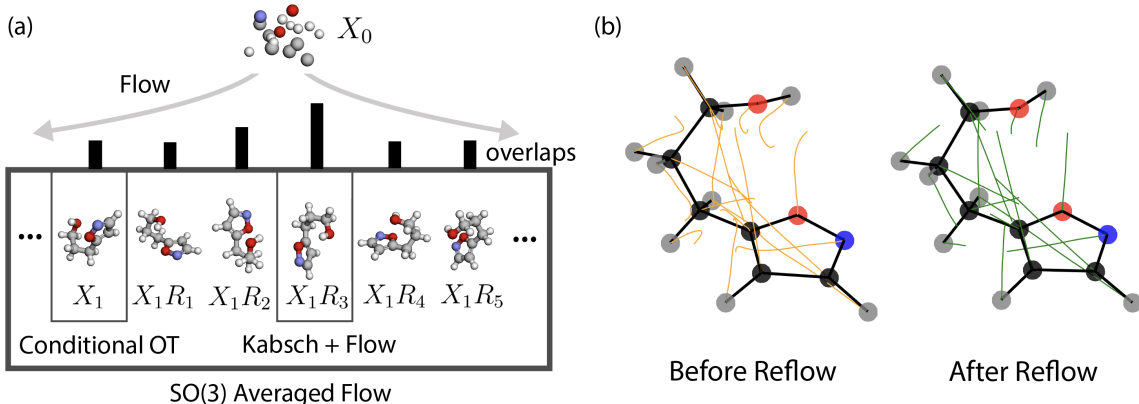 (a)
X₀
Flow
overlaps
...
X₁
X₁R₁
X₁R₂
X₁R₃
X₁R₄
X₁R₅
...
Conditional OT
Kabsch + Flow
SO(3) Averaged Flow
(b)
Before Reflow
After Reflow